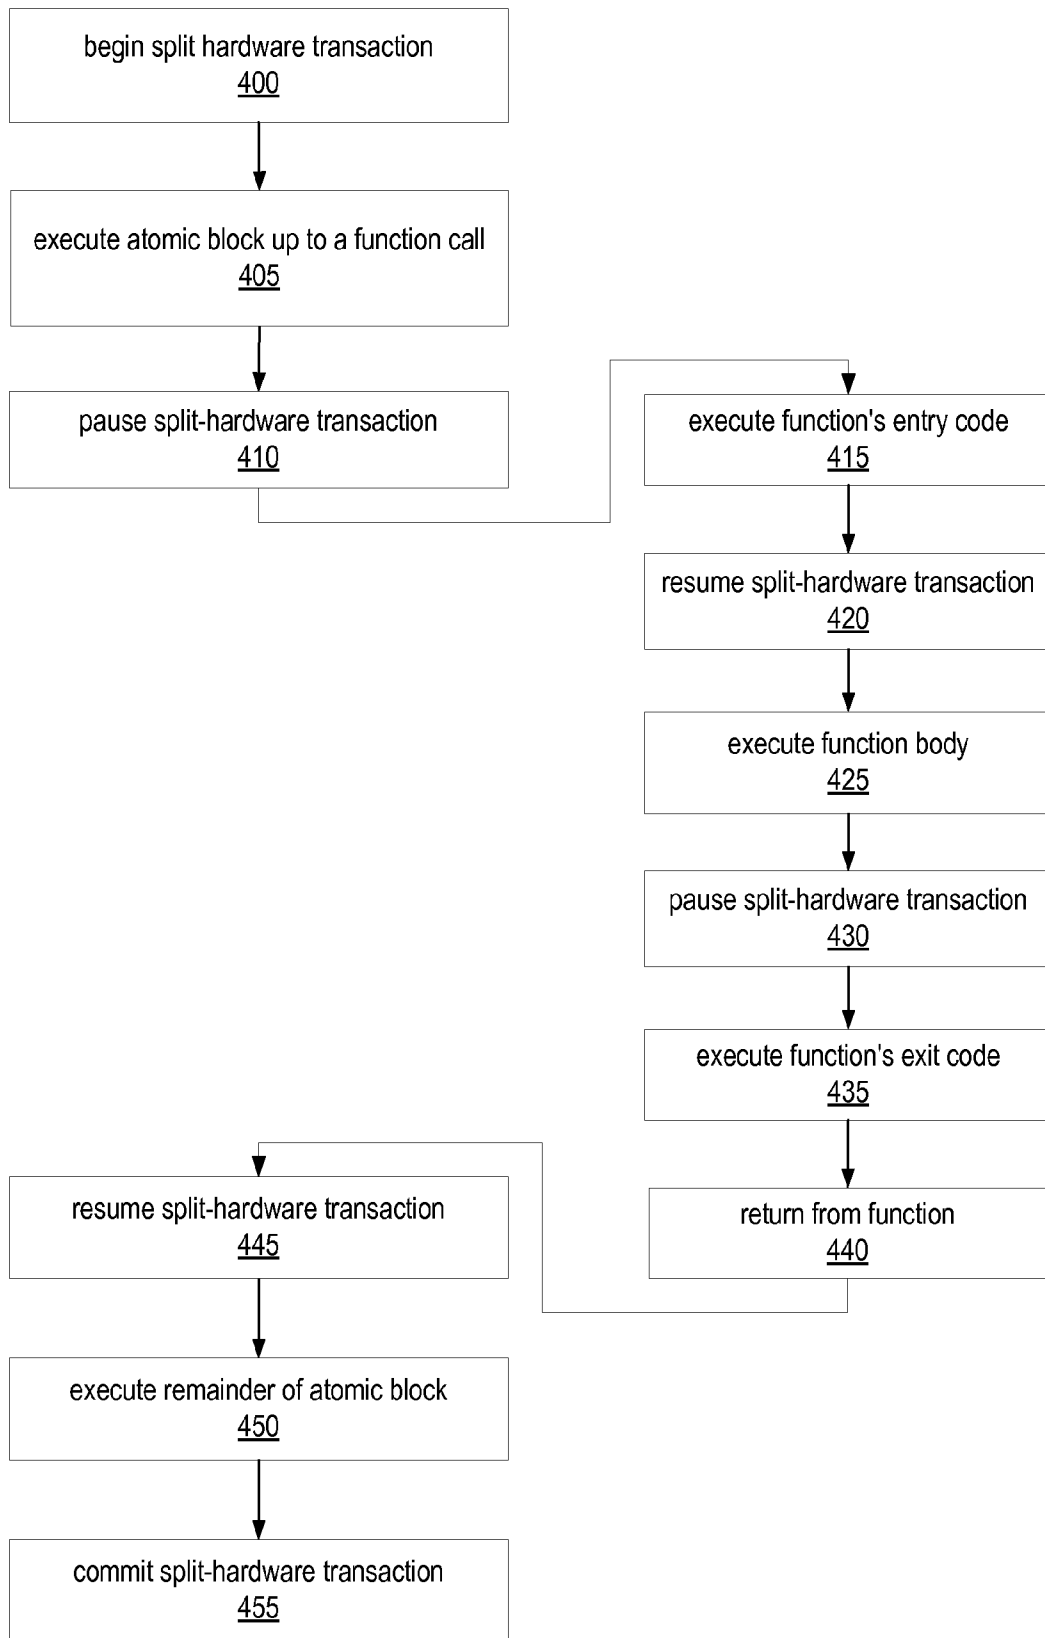 begin split hardware transaction
400
execute atomic block up to a function call
405
pause split-hardware transaction
410
execute function's entry code
415
resume split-hardware transaction
420
execute function body
425
pause split-hardware transaction
430
execute function's exit code
435
return from function
440
resume split-hardware transaction
445
execute remainder of atomic block
450
commit split-hardware transaction
455